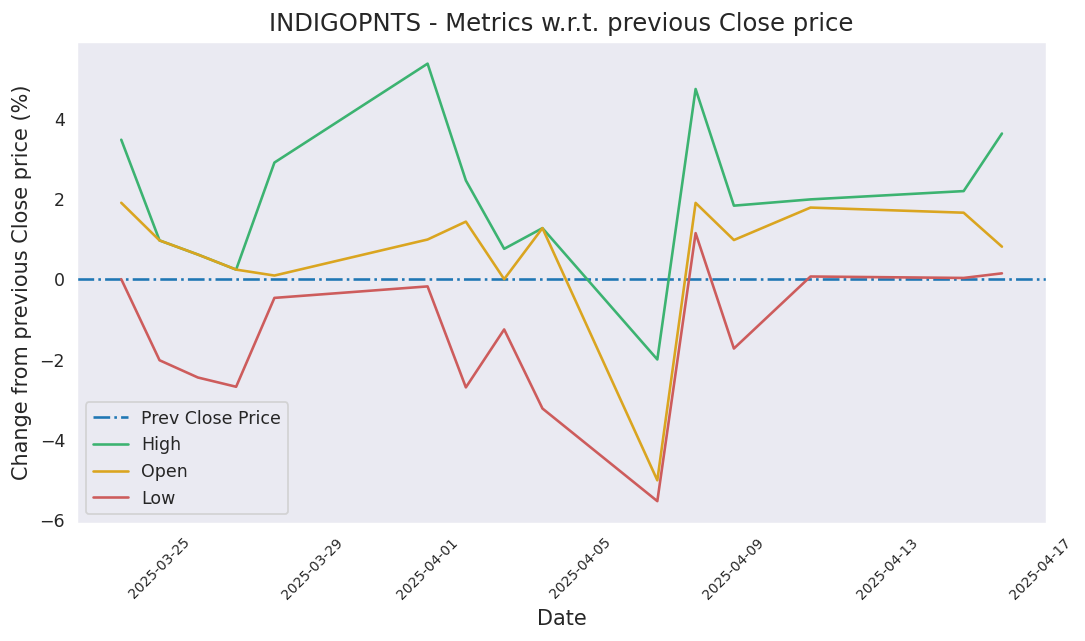 INDIGOPNTS - Metrics w.r.t. previous Close price
Change from previous Close price (%)
4
2
0
−2
−4
−6
Prev Close Price
High
Open
Low
2025-03-25
2025-03-29
2025-04-01
2025-04-05
2025-04-09
2025-04-13
2025-04-17
Date